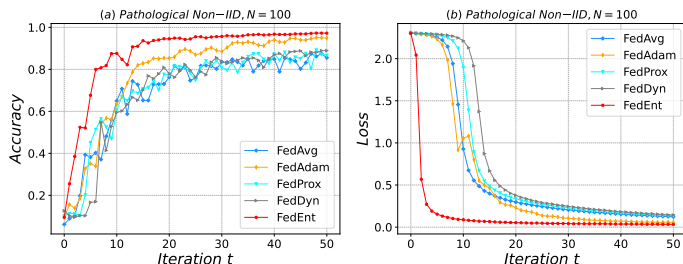 (a) Pathological Non-IID, N = 100
Accuracy
1.0
0.8
0.6
0.4
0.2
0
10
20
30
40
50
Iteration t
FedAvg
FedAdam
FedProx
FedDyn
FedEnt
(b) Pathological Non-IID, N = 100
Loss
2.0
1.5
1.0
0.5
0.0
0
10
20
30
40
50
Iteration t
FedAvg
FedAdam
FedProx
FedDyn
FedEnt